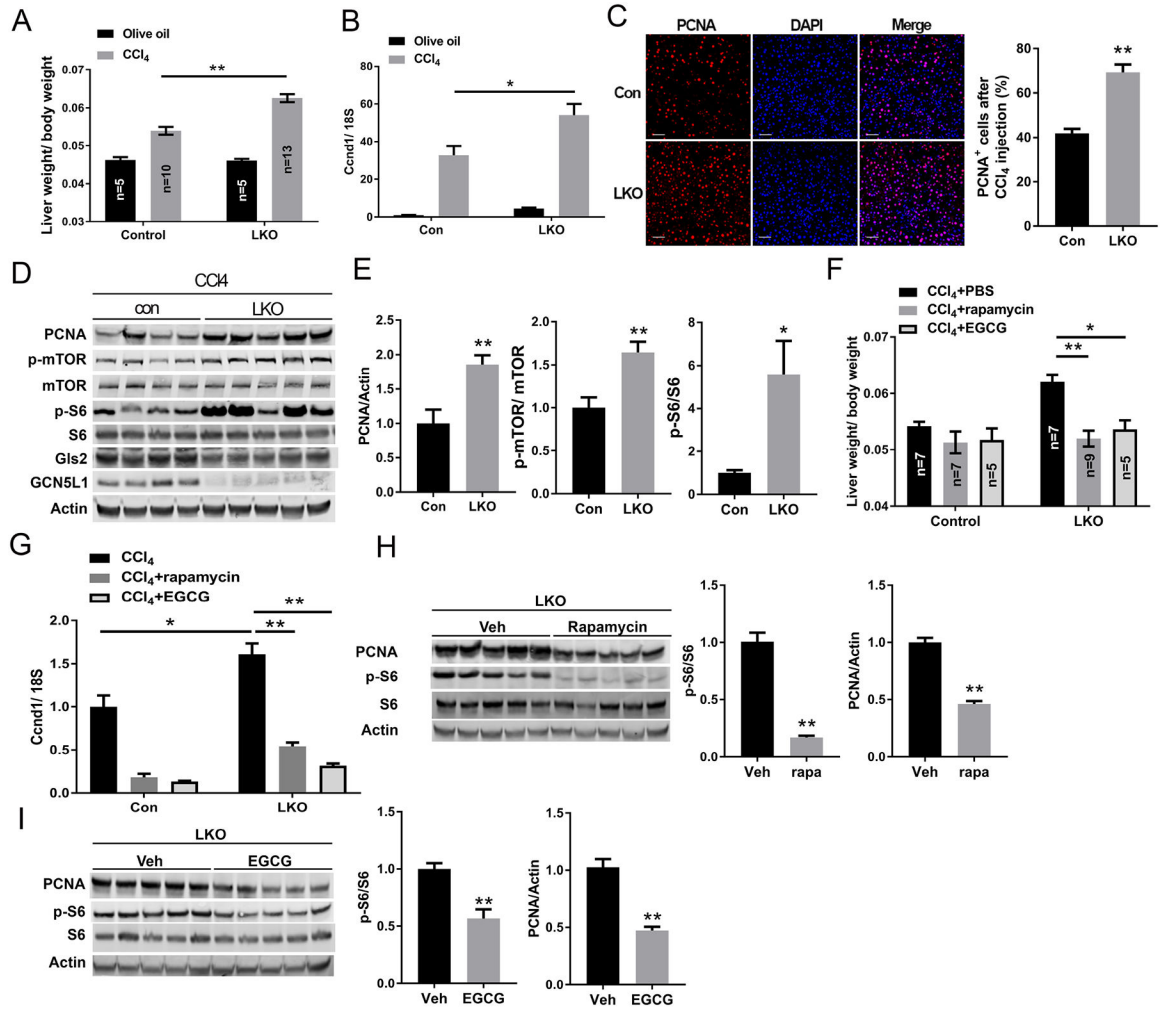 A
Olive oil
CCl4
Liver weight/ body weight
0.07
0.06
0.05
0.04
0.03
**
n=5
n=10
n=5
n=13
Control
LKO
B
Olive oil
CCl4
Ccnd1/ 18S
80
60
40
20
0
*
Con
LKO
C
PCNA
DAPI
Merge
Con
LKO
PCNA+ cells after
CCl4 injection (%)
80
60
40
20
0
**
Con
LKO
D
CCl4
con
LKO
PCNA
p-mTOR
mTOR
p-S6
S6
Gls2
GCN5L1
Actin
E
PCNA/Actin
2.5
2.0
1.5
1.0
0.5
0.0
**
Con
LKO
p-mTOR/ mTOR
2.0
1.5
1.0
0.5
0.0
**
Con
LKO
p-S6/S6
8
6
4
2
0
*
Con
LKO
F
CCl4+PBS
CCl4+rapamycin
CCl4+EGCG
Liver weight/ body weight
0.07
0.06
0.05
0.04
*
**
n=7
n=7
n=5
n=7
n=9
n=5
Control
LKO
G
CCl4
CCl4+rapamycin
CCl4+EGCG
Ccnd1/ 18S
2.0
1.5
1.0
0.5
0.0
*
**
**
Con
LKO
H
LKO
Veh
Rapamycin
PCNA
p-S6
S6
Actin
p-S6/S6
1.5
1.0
0.5
0.0
**
Veh
rapa
PCNA/Actin
1.5
1.0
0.5
0.0
**
Veh
rapa
I
LKO
Veh
EGCG
PCNA
p-S6
S6
Actin
p-S6/S6
1.5
1.0
0.5
0.0
**
Veh
EGCG
PCNA/Actin
1.5
1.0
0.5
0.0
**
Veh
EGCG